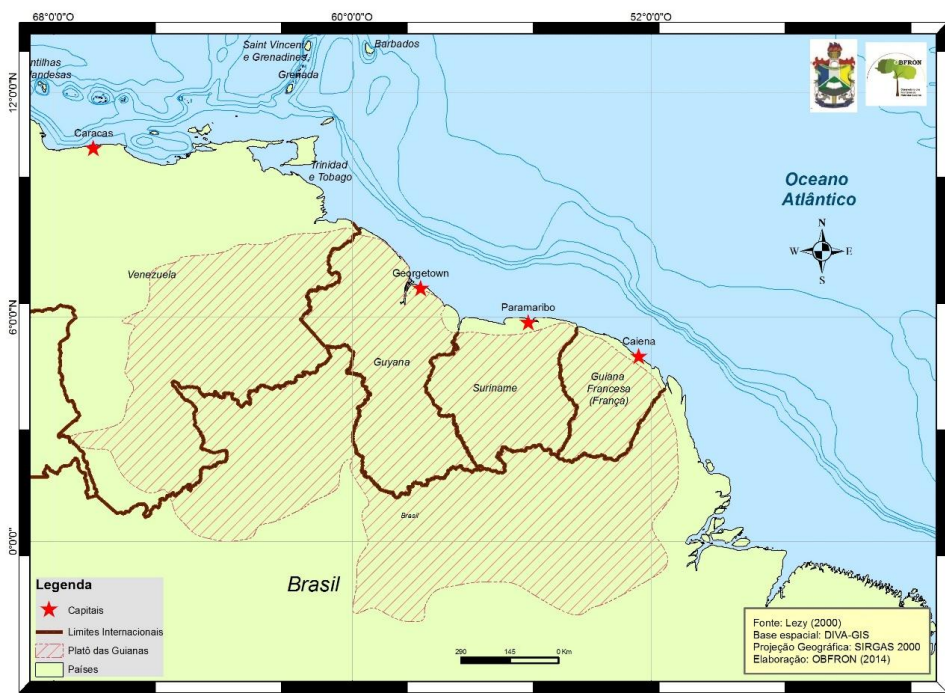 68°0'0"O
60°0'0"O
52°0'0"O
12°0'0"N
6°0'0"N
0°0'0"
Saint Vincent
e Grenadines
Barbados
Grenada
Caracas
Trinidad
e Tobago
Oceano
Atlântico
N
W
E
S
BFRON
Venezuela
Georgetown
Paramaribo
Caiena
Guyana
Suriname
Guiana
Francesa
(França)
Brasil
Brasil
Legenda
Capitais
Limites Internacionais
Platô das Guianas
Países
290
145
0 Km
Fonte: Lezy (2000)
Base espacial: DIVA-GIS
Projeção Geográfica: SIRGAS 2000
Elaboração: OBFRON (2014)